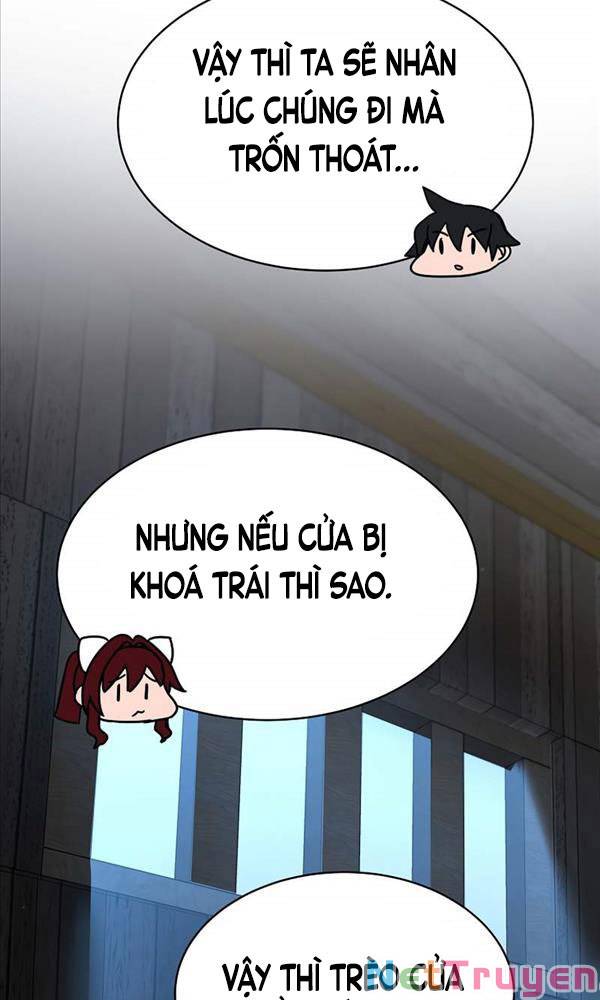 VẬY THÌ TA SẼ NHÂN
LÚC CHÚNG ĐI MÀ
TRỐN THOÁT...
NHƯNG NẾU CỬA BỊ
KHOÁ TRÁI THÌ SAO.
VẬY THÌ TRÈO CỬA
NetTruyen